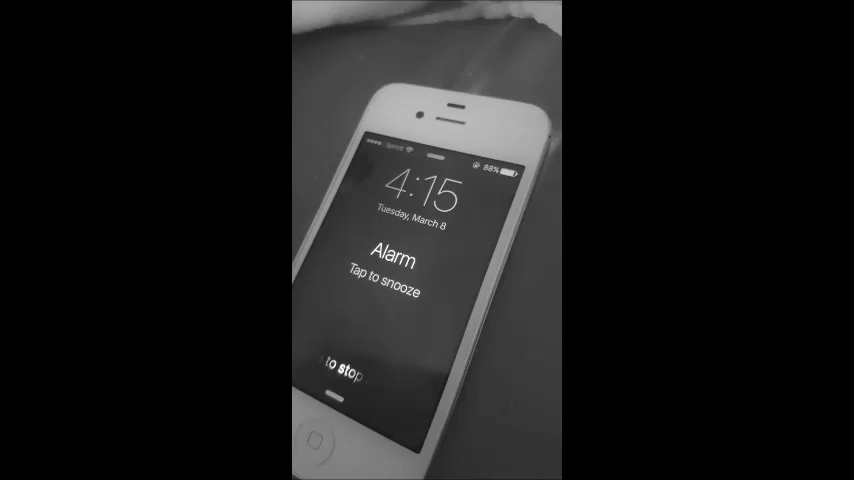 Sprint 88%
4:15
Tuesday, March 8
Alarm
Tap to snooze
to stop